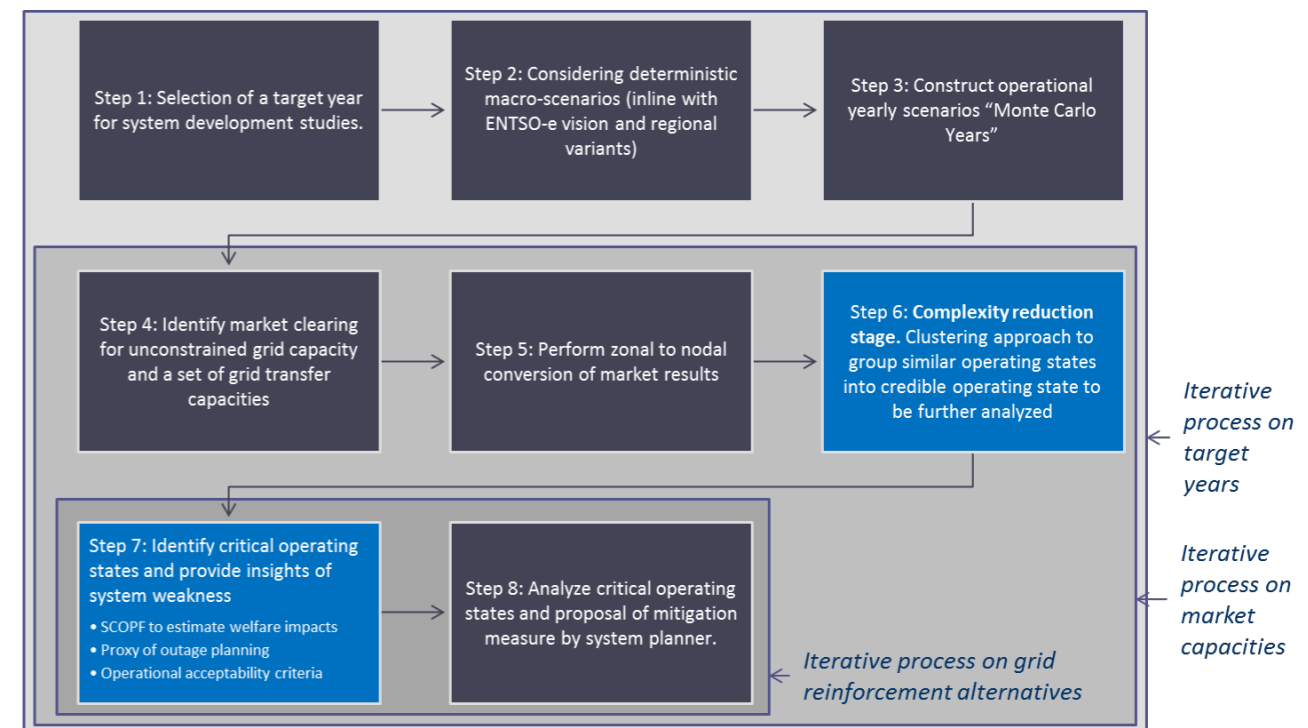 Step 1: Selection of a target year
for system development studies.
Step 2: Considering deterministic
macro-scenarios (inline with
ENTSO-e vision and regional
variants)
Step 3: Construct operational
yearly scenarios “Monte Carlo
Years”
Step 4: Identify market clearing
for unconstrained grid capacity
and a set of grid transfer
capacities
Step 5: Perform zonal to nodal
conversion of market results
Step 6: Complexity reduction
stage. Clustering approach to
group similar operating states
into credible operating state to
be further analyzed
Step 7: Identify critical operating
states and provide insights of
system weakness
• SCOPF to estimate welfare impacts
• Proxy of outage planning
• Operational acceptability criteria
Step 8: Analyze critical operating
states and proposal of mitigation
measure by system planner.
Iterative process on grid
reinforcement alternatives
Iterative
process on
target
years
Iterative
process on
market
capacities